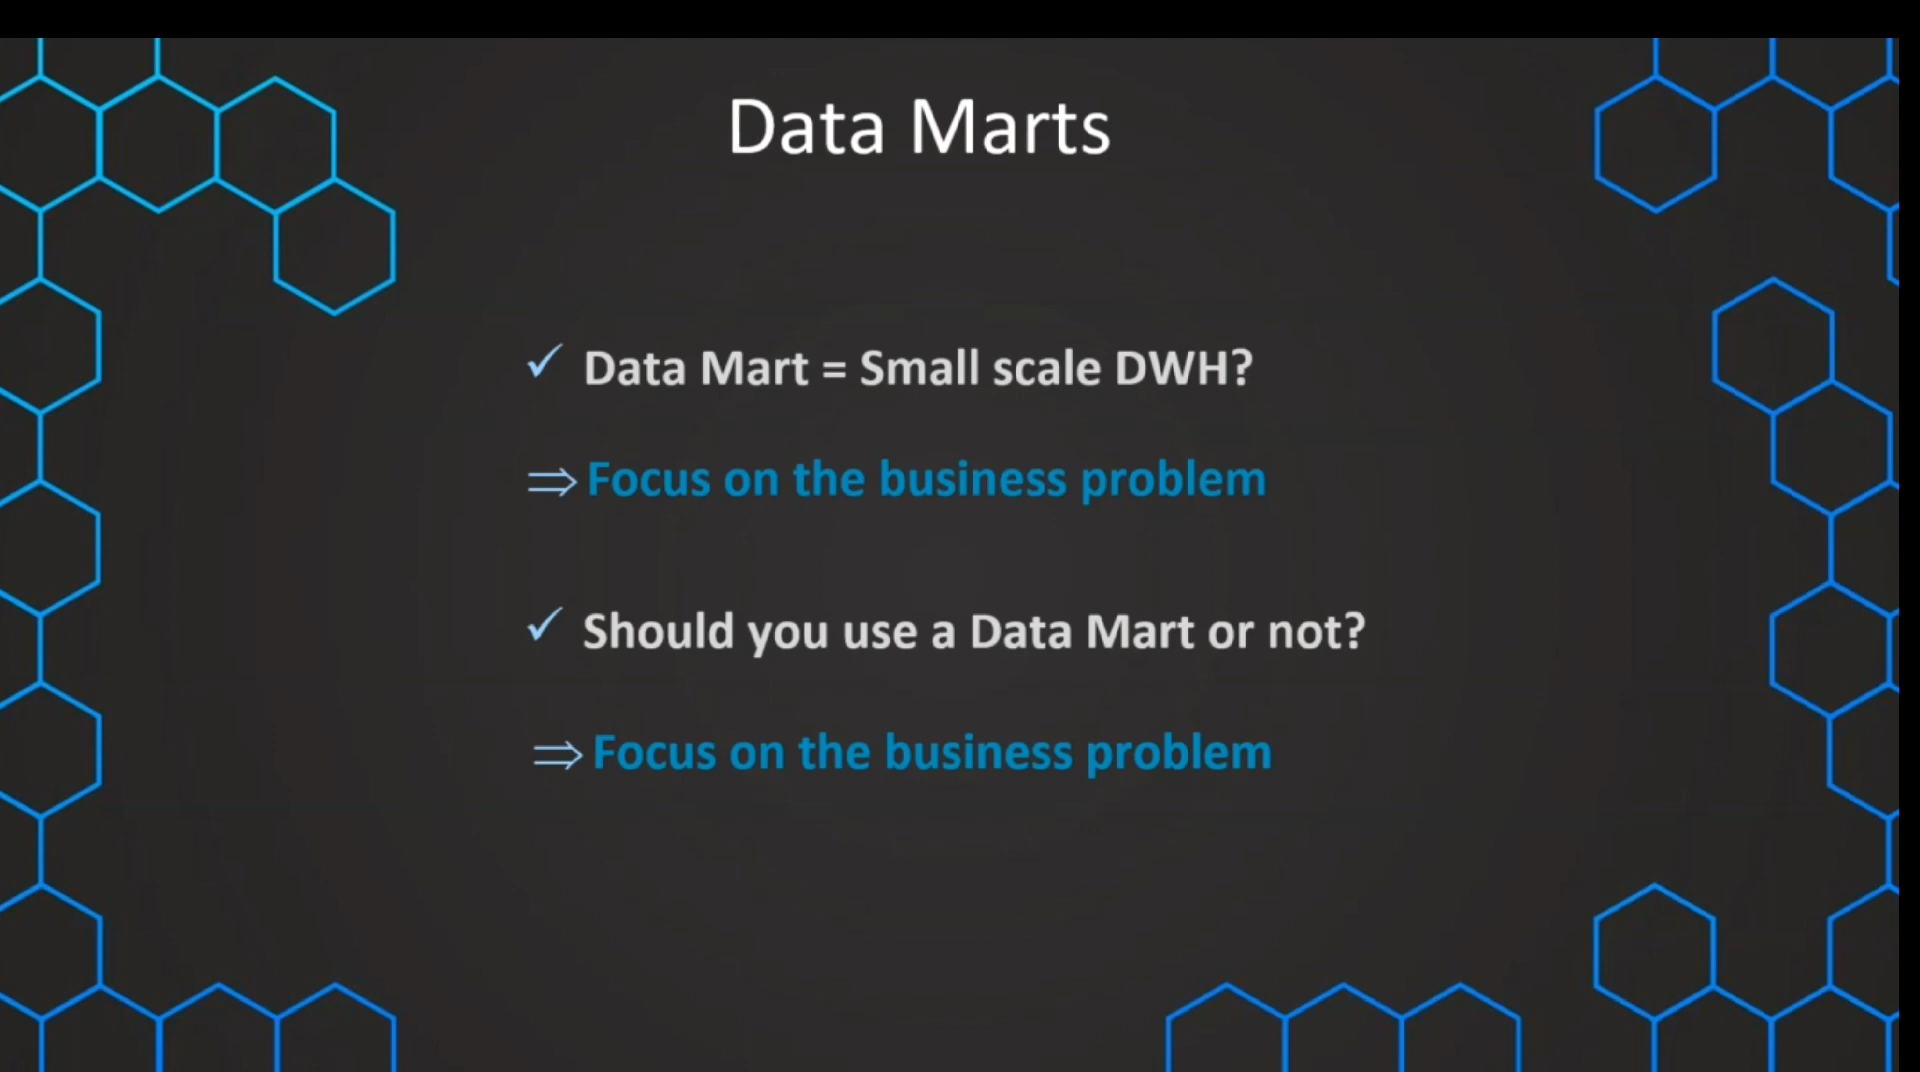 Data Marts
✓ Data Mart = Small scale DWH?
⇒ Focus on the business problem
✓ Should you use a Data Mart or not?
⇒ Focus on the business problem